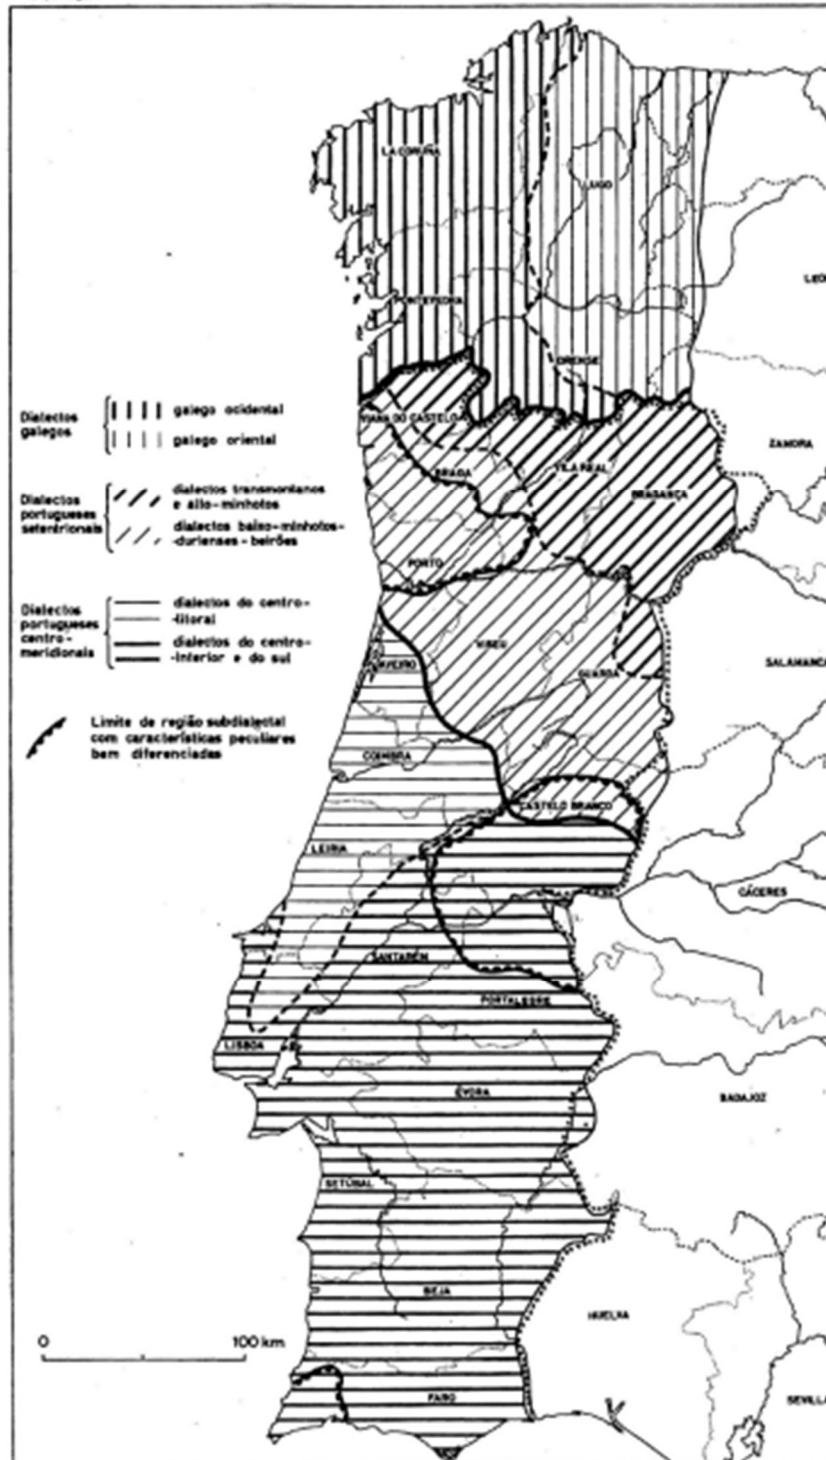 LA CORUÑA
LUGO
LEÓ
PONTEVEDRA
ORENSE
Dialectos
galegos
galego ocidental
galego oriental
Dialectos
portugueses
setentrionais
dialectos transmontanos
e alto-minhotos
dialectos baixo-minhotos-
-durienses-beirões
Dialectos
portugueses
centro-
meridionais
dialectos do centro-
-litoral
dialectos do centro-
-interior e do sul
Limite de região subdialectal
com características peculiares
bem diferenciadas
VIANA DO CASTELO
ZAMORA
BRAGA
VILA REAL
BRAGANÇA
PORTO
VISEU
AVEIRO
GUARDA
SALAMANCA
COIMBRA
CASTELO BRANCO
LEIRIA
CÁCERES
SANTARÉM
PORTALEGRE
LISBOA
ÉVORA
BADAJOZ
SETÚBAL
BEJA
HUELVA
0 100 km
FARO
SEVILLA